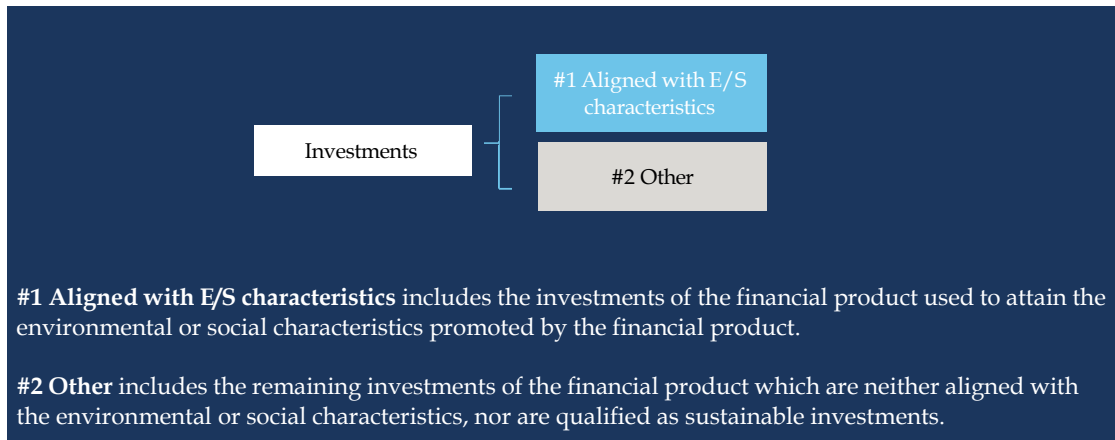 #1 Aligned with E/S
characteristics
Investments
#2 Other
#1 Aligned with E/S characteristics includes the investments of the financial product used to attain the
environmental or social characteristics promoted by the financial product.
#2 Other includes the remaining investments of the financial product which are neither aligned with
the environmental or social characteristics, nor are qualified as sustainable investments.